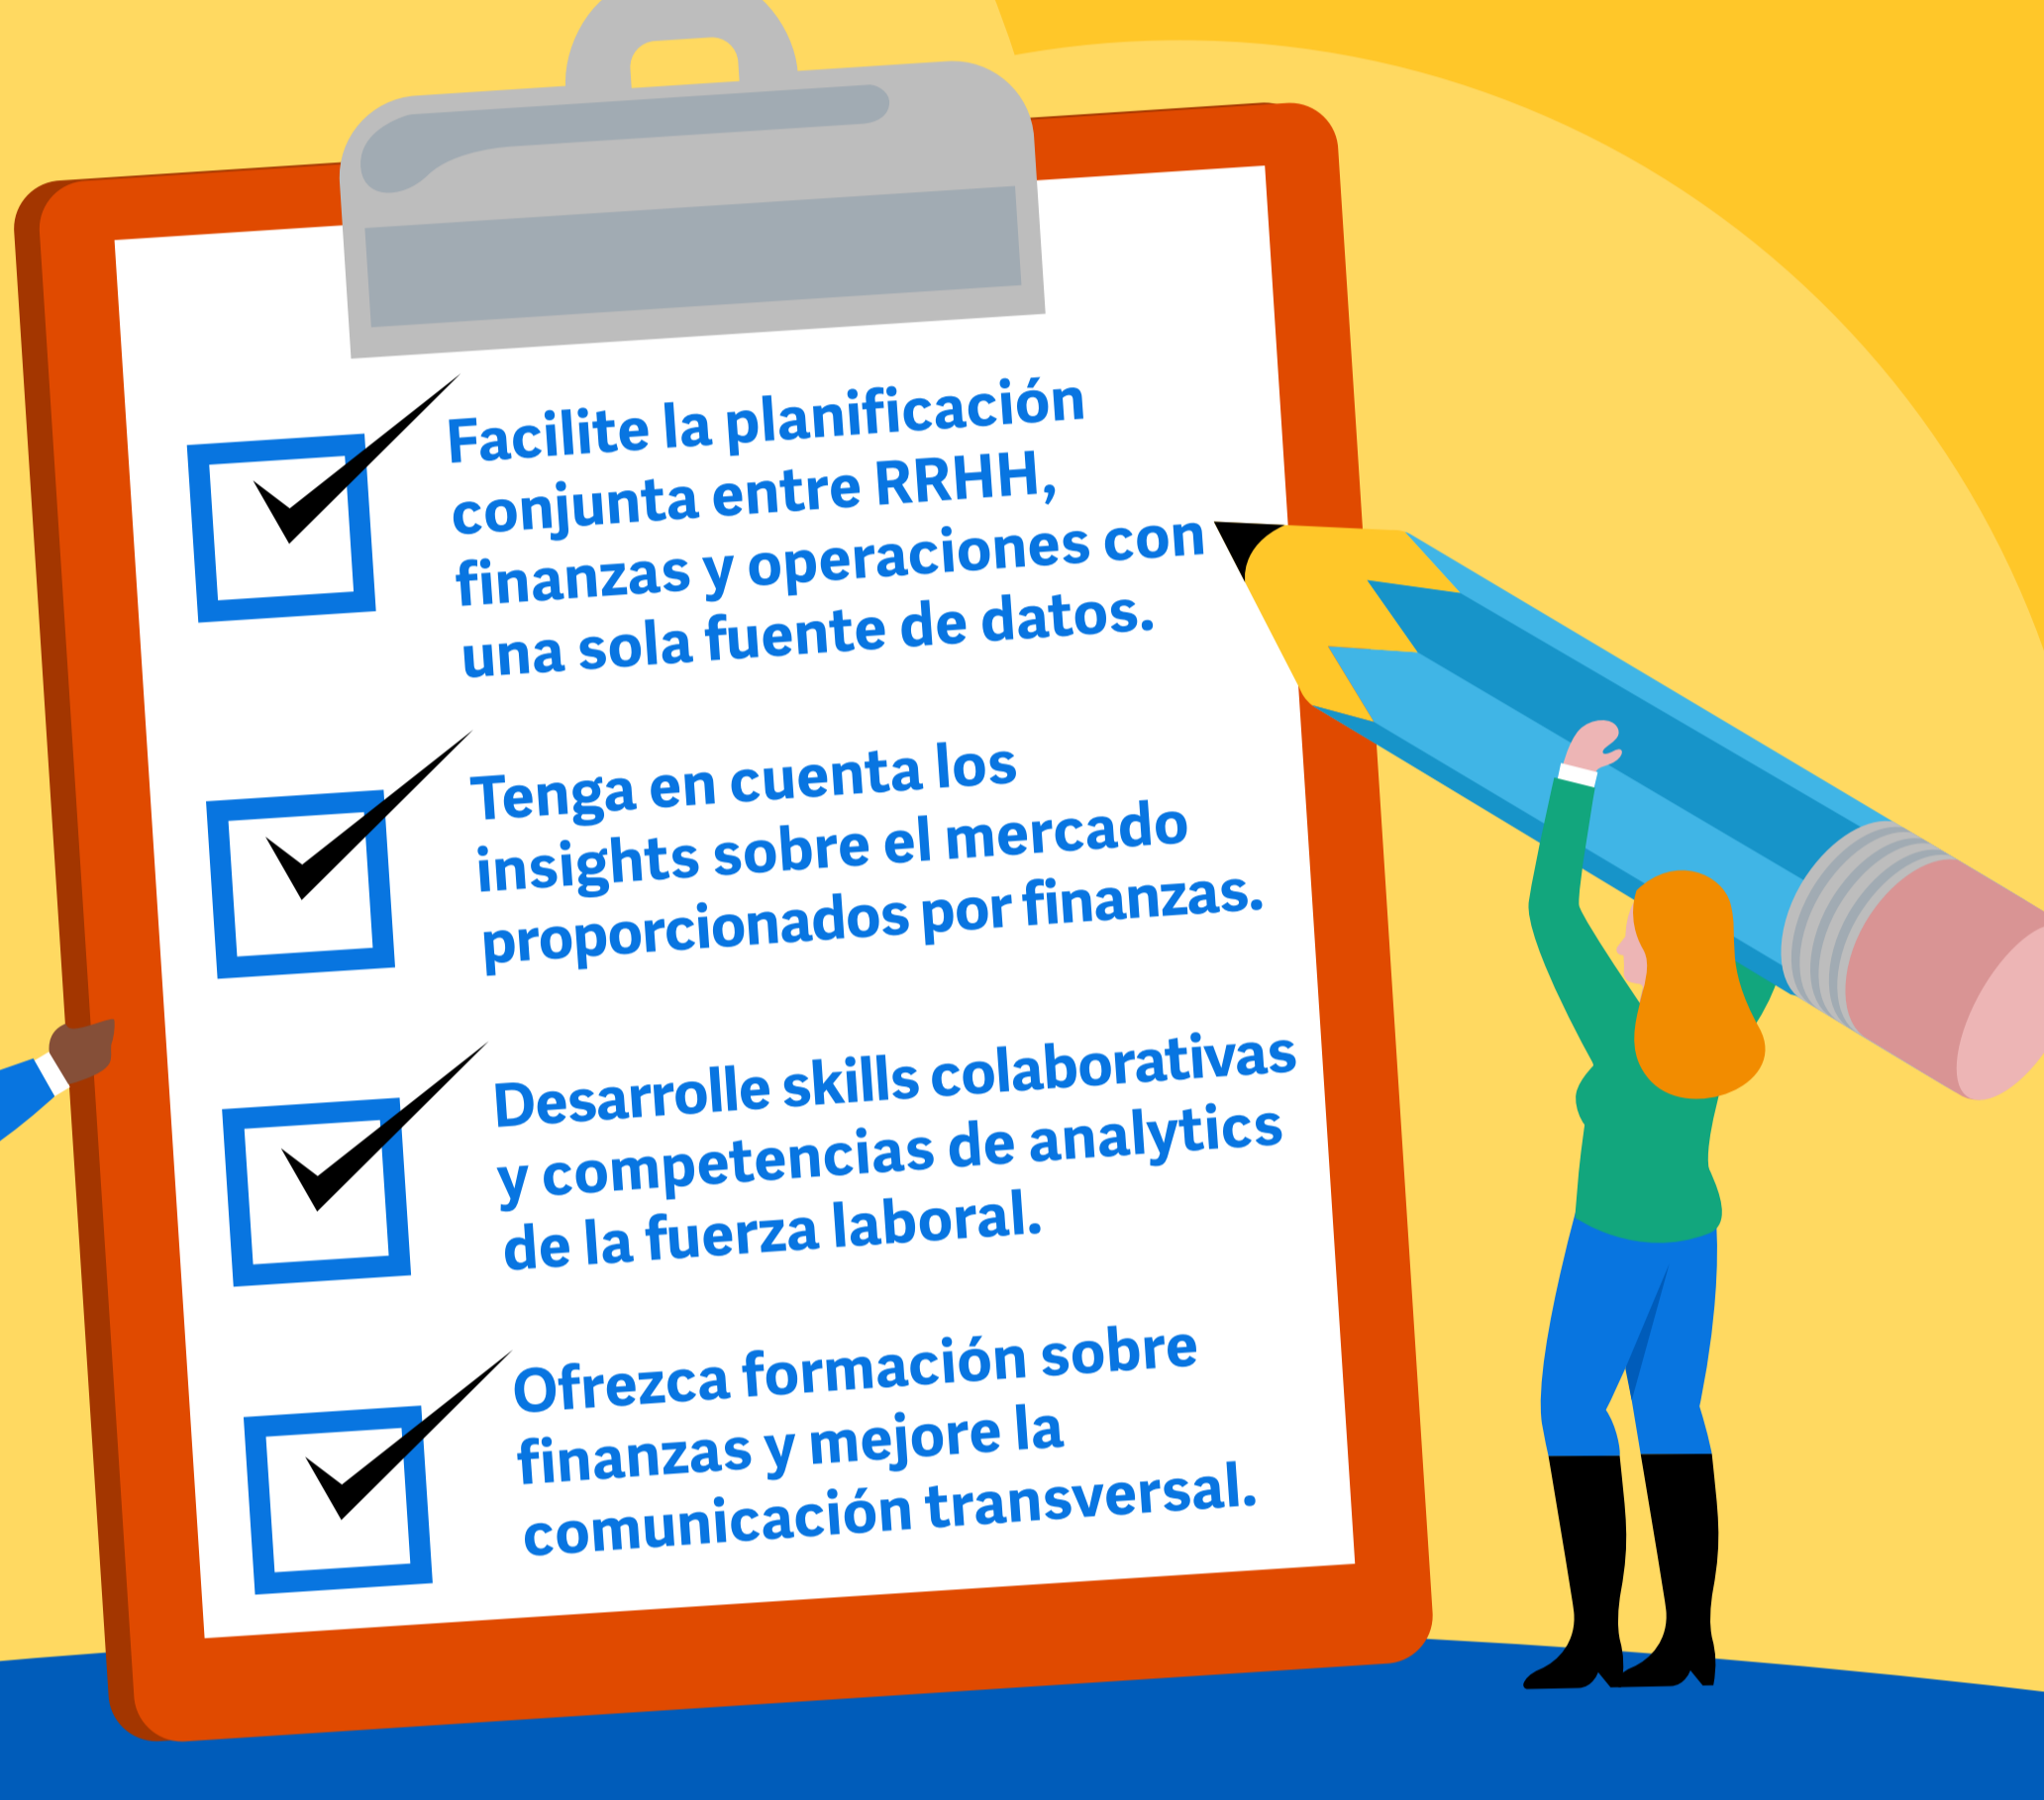 Facilite la planificación
conjunta entre RRHH,
finanzas y operaciones con
una sola fuente de datos.
Tenga en cuenta los
insights sobre el mercado
proporcionados por finanzas.
Desarrolle skills colaborativas
y competencias de analytics
de la fuerza laboral.
Ofrezca formación sobre
finanzas y mejore la
comunicación transversal.